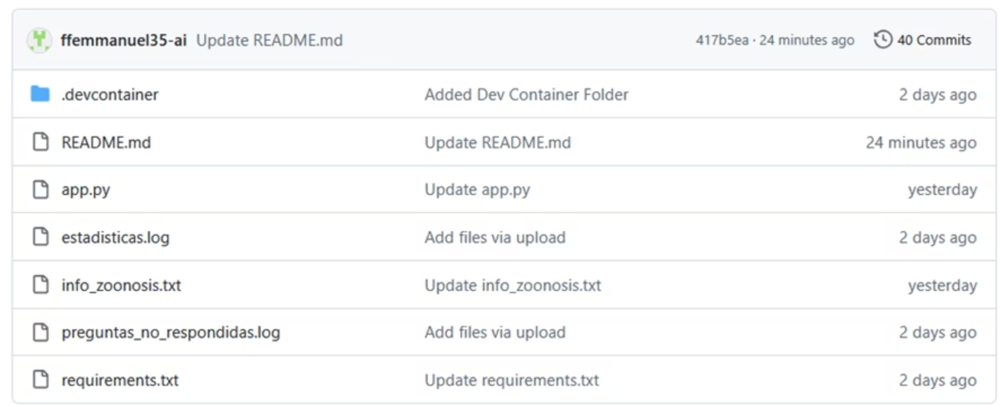 ffemmanuel35-ai Update README.md 417b5ea · 24 minutes ago 40 Commits
.devcontainer Added Dev Container Folder 2 days ago
README.md Update README.md 24 minutes ago
app.py Update app.py yesterday
estadisticas.log Add files via upload 2 days ago
info_zoonosis.txt Update info_zoonosis.txt yesterday
preguntas_no_respondidas.log Add files via upload 2 days ago
requirements.txt Update requirements.txt 2 days ago